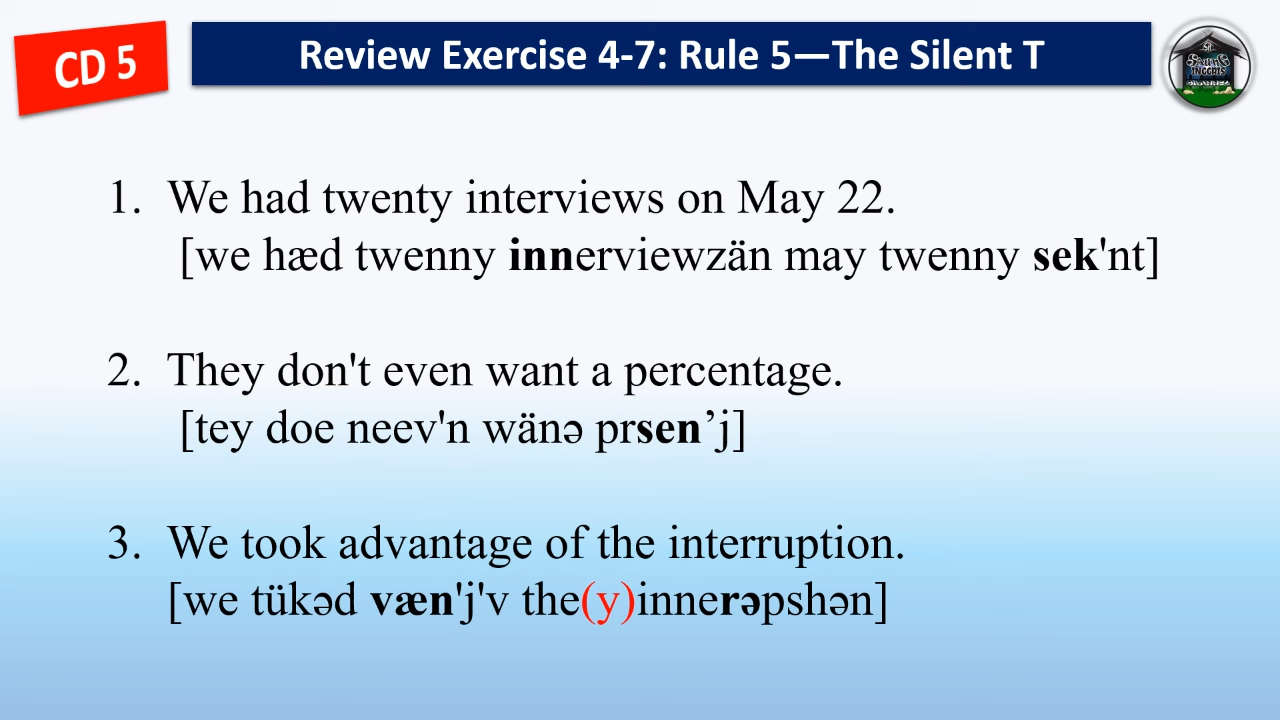 CD 5
Review Exercise 4-7: Rule 5—The Silent T
INGGRIS
1. We had twenty interviews on May 22.
[we hæd twenny innerviewzän may twenny sek'nt]
2. They don't even want a percentage.
[tey doe neev'n wänə prsen’j]
3. We took advantage of the interruption.
[we tükəd væn'j'v the(y)innerəpshən]